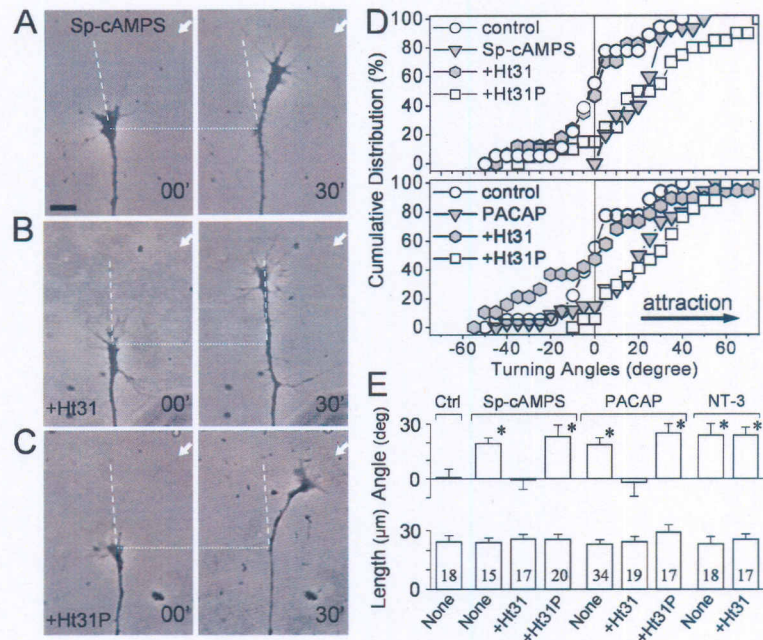 A
Sp-cAMPS
00'
30'
B
+Ht31
00'
30'
C
+Ht31P
00'
30'
D
Cumulative Distribution (%)
100
80
60
40
20
0
control
Sp-cAMPS
+Ht31
+Ht31P
100
80
60
40
20
0
control
PACAP
+Ht31
+Ht31P
attraction
-60 -40 -20 0 20 40 60
Turning Angles (degree)
E
Ctrl Sp-cAMPS PACAP NT-3
Angle (deg)
30
0
* * * * * *
Length (µm)
30
0
18 15 17 20 34 19 17 18 17
None None +Ht31 +Ht31P None +Ht31 +Ht31P None +Ht31